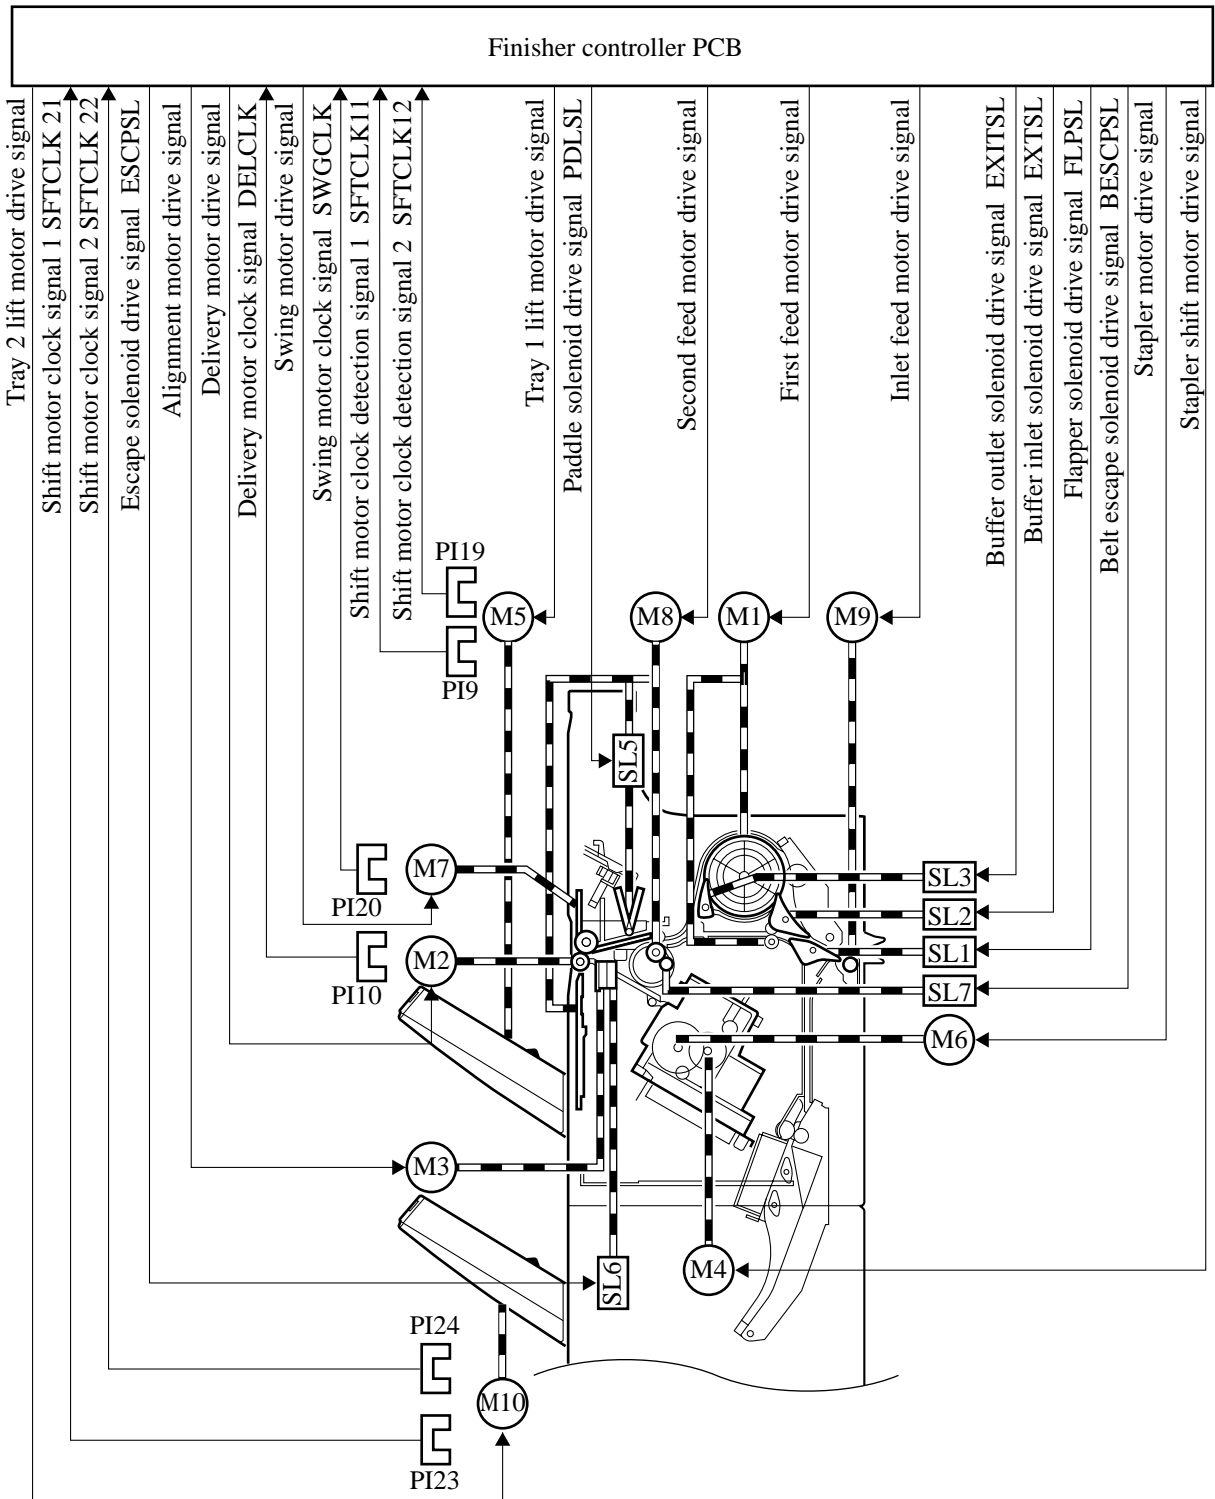 Finisher controller PCB
Tray 2 lift motor drive signal
Shift motor clock signal 1 SFTCLK 21
Shift motor clock signal 2 SFTCLK 22
Escape solenoid drive signal ESCPSL
Alignment motor drive signal
Delivery motor drive signal
Delivery motor clock signal DELCLK
Swing motor drive signal
Swing motor clock signal SWGCLK
Shift motor clock detection signal 1 SFTCLK11
Shift motor clock detection signal 2 SFTCLK12
Tray 1 lift motor drive signal
Paddle solenoid drive signal PDLSL
Second feed motor drive signal
First feed motor drive signal
Inlet feed motor drive signal
Buffer outlet solenoid drive signal EXITSL
Buffer inlet solenoid drive signal EXTSL
Flapper solenoid drive signal FLPSL
Belt escape solenoid drive signal BESCPSL
Stapler motor drive signal
Stapler shift motor drive signal
PI19
M5
M8
M1
M9
PI9
SL5
M7
PI20
SL3
SL2
M2
PI10
SL1
SL7
M6
M3
SL6
M4
PI24
M10
PI23